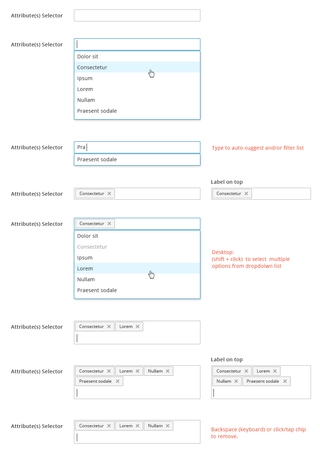 Attribute(s) Selector
Attribute(s) Selector
Dolor sit
Consectetur
Ipsum
Lorem
Nullam
Praesent sodale
Attribute(s) Selector
Pra
Type to auto-suggest and/or filter list
Praesent sodale
Label on top
Attribute(s) Selector
Consectetur ×
Consectetur ×
Attribute(s) Selector
Consectetur ×
Dolor sit
Consectetur
Ipsum
Lorem
Nullam
Praesent sodale
Desktop:
(shift + click) to select multiple
options from dropdown list
Attribute(s) Selector
Consectetur × Lorem ×
Label on top
Attribute(s) Selector
Consectetur × Lorem × Nullam ×
Praesent sodale ×
Consectetur × Lorem ×
Nullam × Praesent sodale ×
Attribute(s) Selector
Consectetur × Lorem × Nullam ×
Backspace (keyboard) or click/tap chip
to remove.